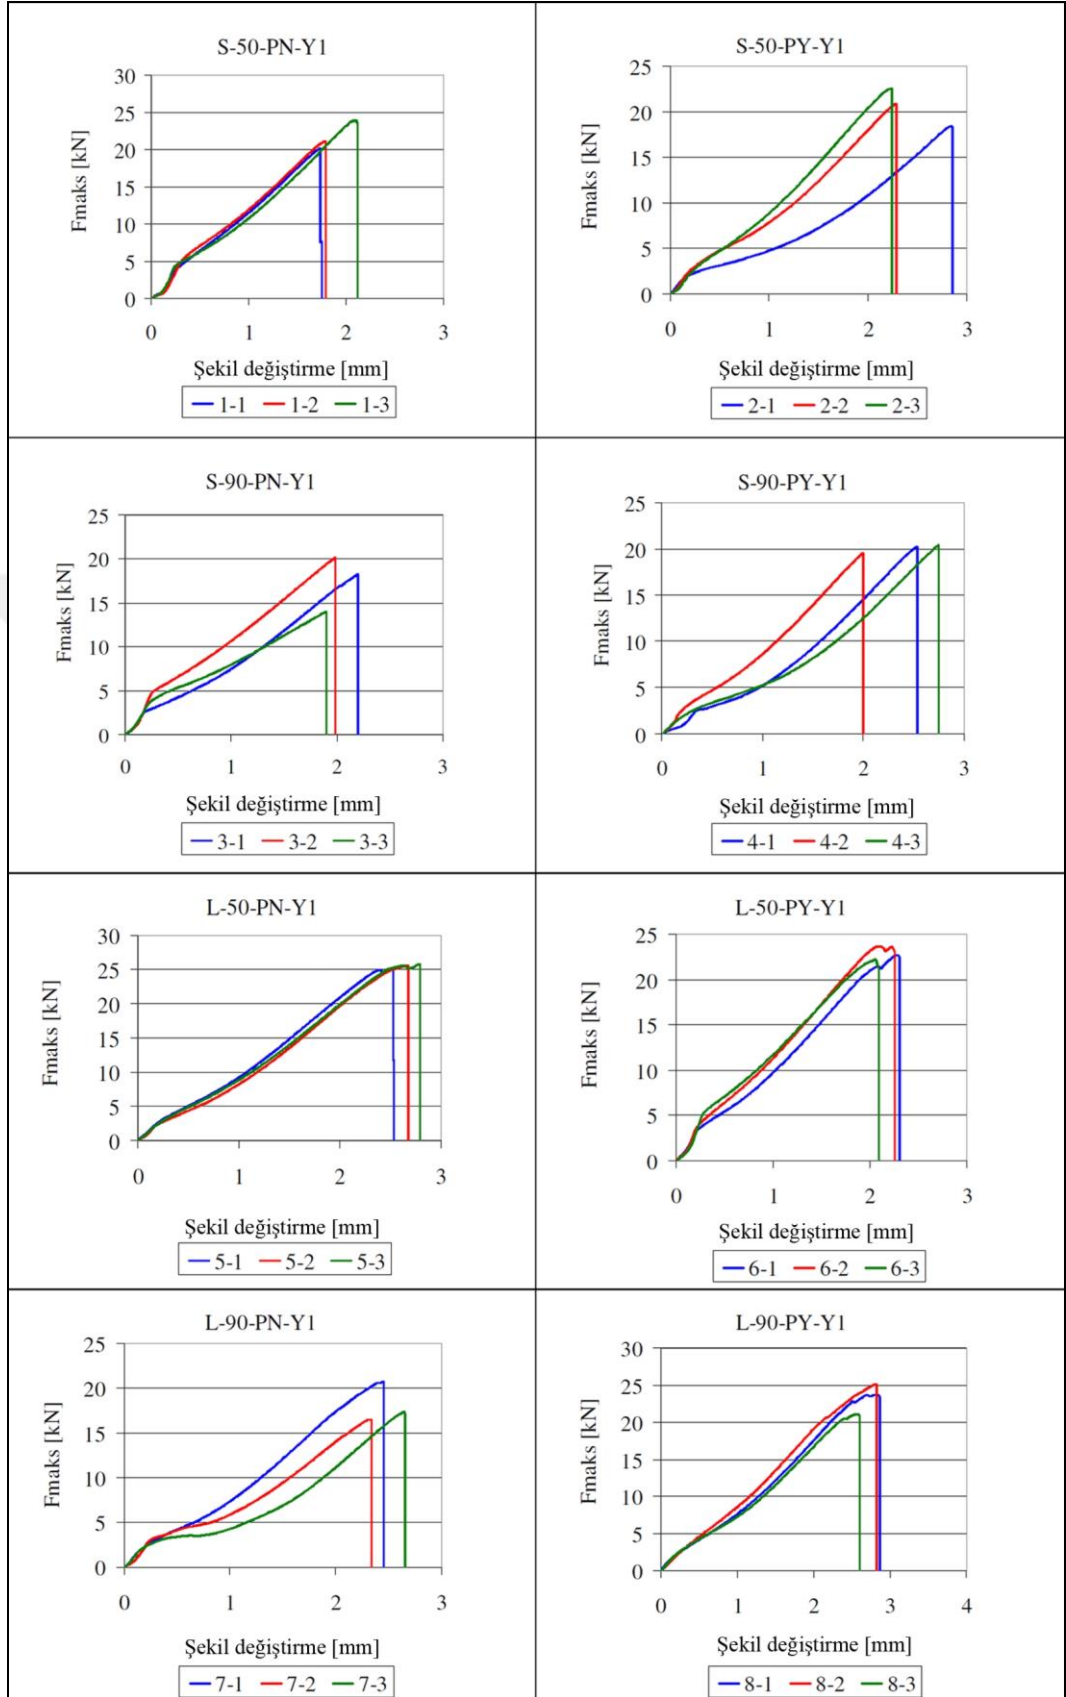 S-50-PN-Y1
30
25
20
15
10
5
0
Fmaks [kN]
0 1 2 3
Şekil değiştirme [mm]
1-1 1-2 1-3
S-50-PY-Y1
25
20
15
10
5
0
Fmaks [kN]
0 1 2 3
Şekil değiştirme [mm]
2-1 2-2 2-3
S-90-PN-Y1
25
20
15
10
5
0
Fmaks [kN]
0 1 2 3
Şekil değiştirme [mm]
3-1 3-2 3-3
S-90-PY-Y1
25
20
15
10
5
0
Fmaks [kN]
0 1 2 3
Şekil değiştirme [mm]
4-1 4-2 4-3
L-50-PN-Y1
30
25
20
15
10
5
0
Fmaks [kN]
0 1 2 3
Şekil değiştirme [mm]
5-1 5-2 5-3
L-50-PY-Y1
25
20
15
10
5
0
Fmaks [kN]
0 1 2 3
Şekil değiştirme [mm]
6-1 6-2 6-3
L-90-PN-Y1
25
20
15
10
5
0
Fmaks [kN]
0 1 2 3
Şekil değiştirme [mm]
7-1 7-2 7-3
L-90-PY-Y1
30
25
20
15
10
5
0
Fmaks [kN]
0 1 2 3 4
Şekil değiştirme [mm]
8-1 8-2 8-3